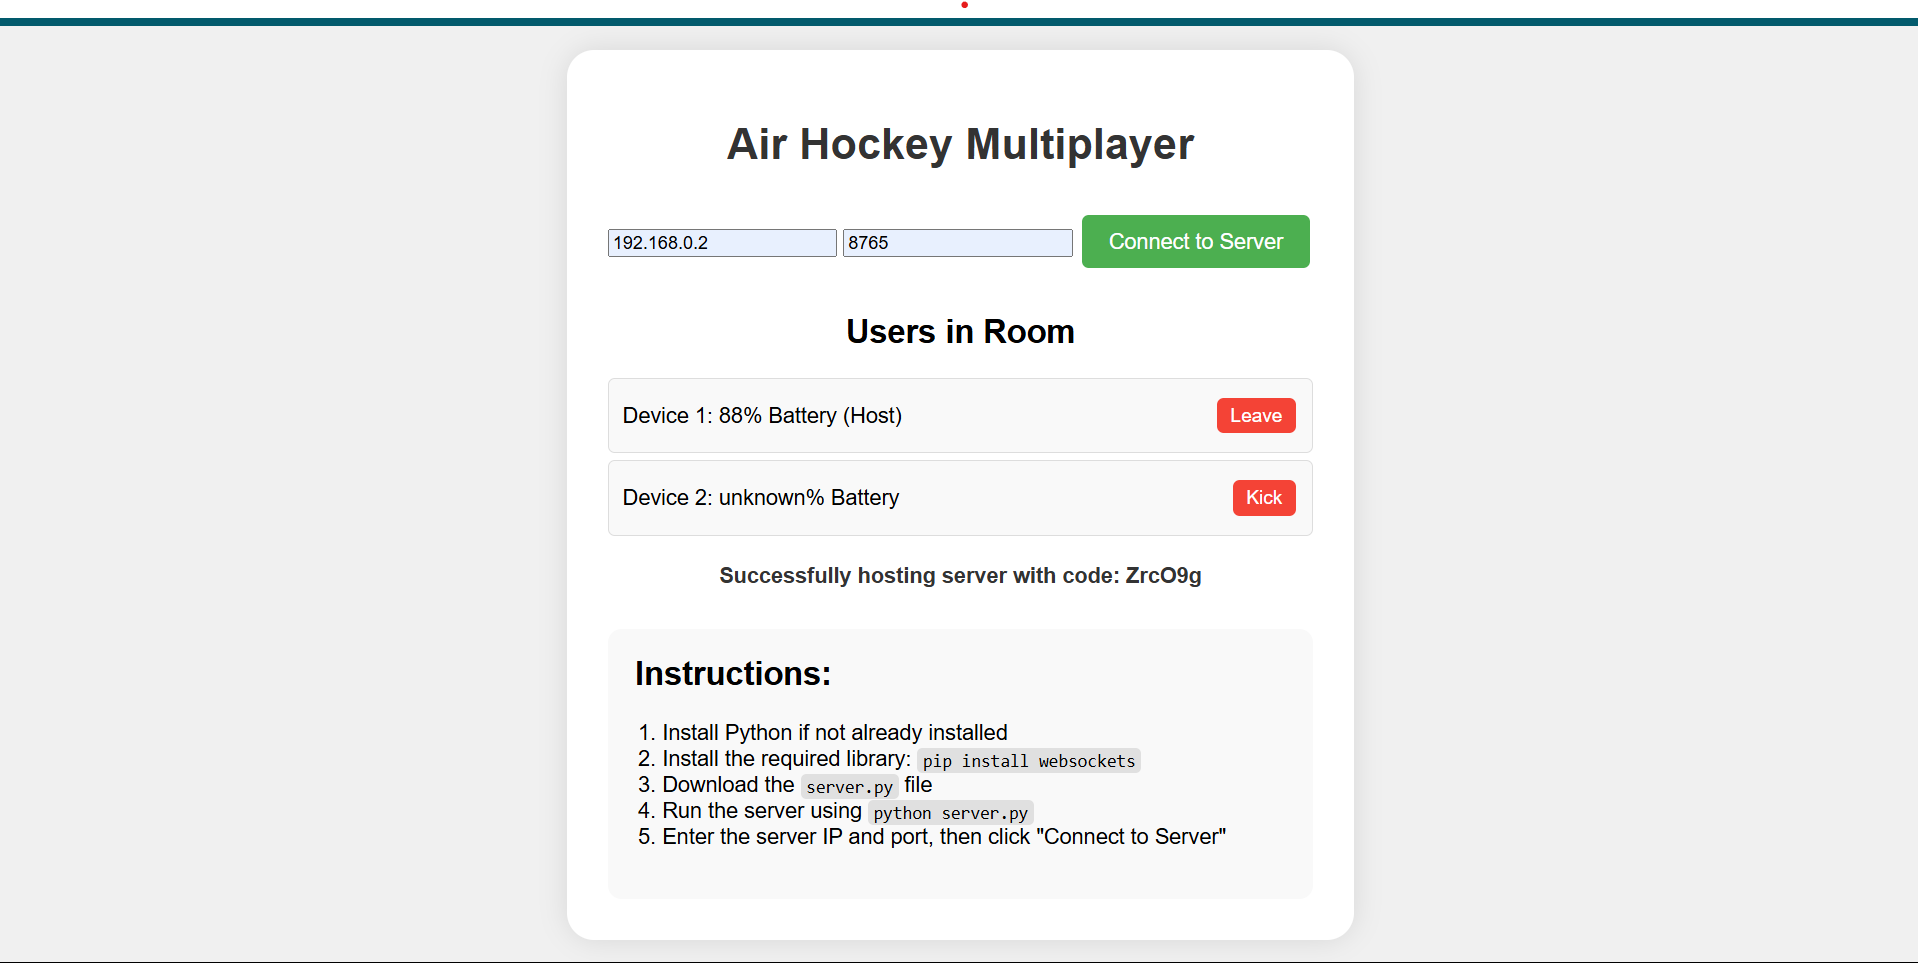 Air Hockey Multiplayer
192.168.0.2 8765 Connect to Server
Users in Room
Device 1: 88% Battery (Host) Leave
Device 2: unknown% Battery Kick
Successfully hosting server with code: ZrcO9g
Instructions:
1. Install Python if not already installed
2. Install the required library: pip install websockets
3. Download the server.py file
4. Run the server using python server.py
5. Enter the server IP and port, then click "Connect to Server"